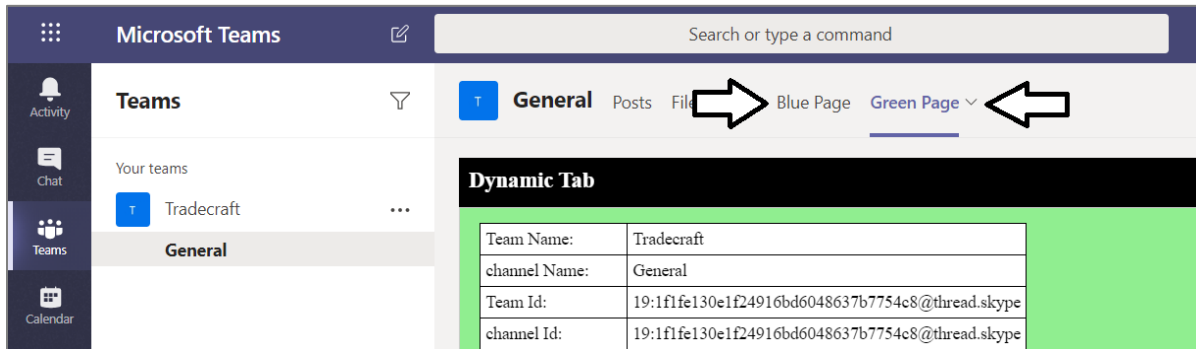 Microsoft Teams
Search or type a command
Activity
Chat
Teams
Calendar
Teams
Your teams
T Tradecraft
General
T General Posts Blue Page Green Page
Dynamic Tab
Team Name: Tradecraft
channel Name: General
Team Id: 19:1f1fe130e1f24916bd6048637b7754c8@thread.skype
channel Id: 19:1f1fe130e1f24916bd6048637b7754c8@thread.skype